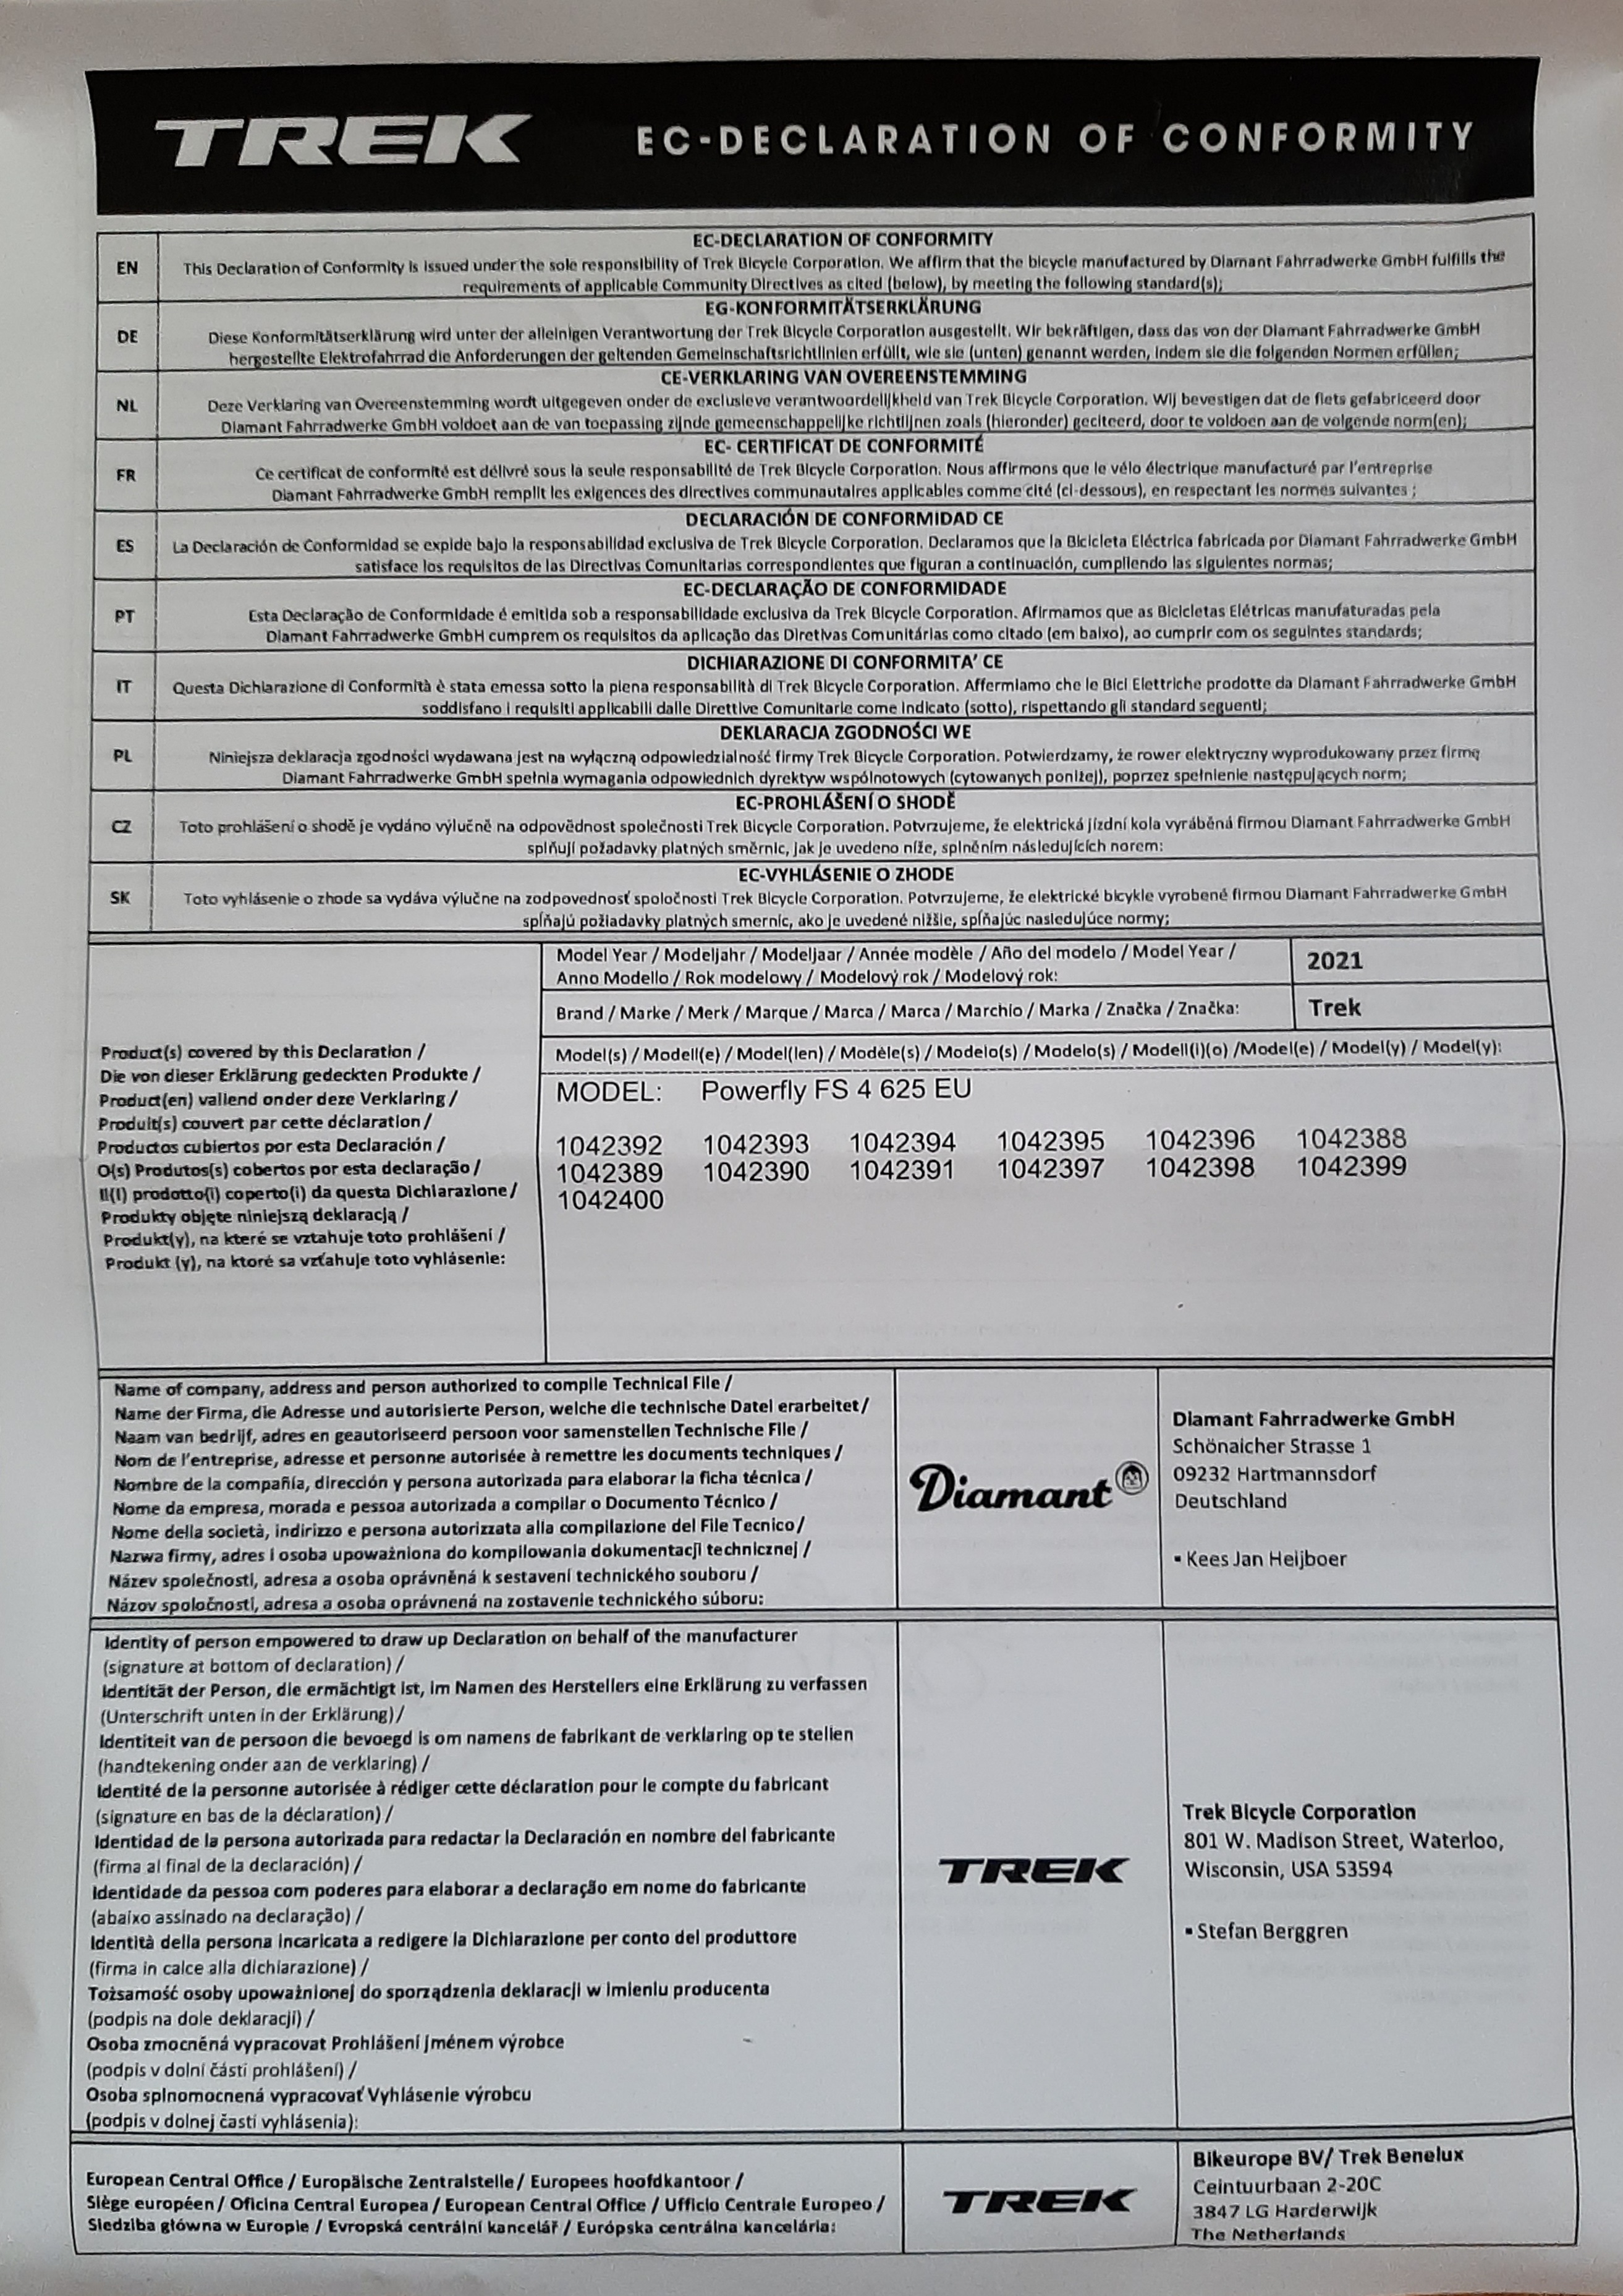 TREK EC-DECLARATION OF CONFORMITY
EC-DECLARATION OF CONFORMITY
EN
This Declaration of Conformity is issued under the sole responsibility of Trek Bicycle Corporation. We affirm that the bicycle manufactured by Diamant Fahrradwerke GmbH fulfills the
requirements of applicable Community Directives as cited (below), by meeting the following standard(s);
EG-KONFORMITÄTSERKLÄRUNG
DE
Diese Konformitätserklärung wird unter der alleinigen Verantwortung der Trek Bicycle Corporation ausgestellt. Wir bekräftigen, dass das von der Diamant Fahrradwerke GmbH
hergestellte Elektrofahrrad die Anforderungen der geltenden Gemeinschaftsrichtlinien erfüllt, wie sie (unten) genannt werden, indem sie die folgenden Normen erfüllen;
CE-VERKLARING VAN OVEREENSTEMMING
NL
Deze Verklaring van Overeenstemming wordt uitgegeven onder de exclusieve verantwoordelijkheid van Trek Bicycle Corporation. Wij bevestigen dat de fiets gefabriceerd door
Diamant Fahrradwerke GmbH voldoet aan de van toepassing zijnde gemeenschappelijke richtlijnen zoals (hieronder) geciteerd, door te voldoen aan de volgende norm(en);
EC- CERTIFICAT DE CONFORMITÉ
FR
Ce certificat de conformité est délivré sous la seule responsabilité de Trek Bicycle Corporation. Nous affirmons que le vélo électrique manufacturé par l'entreprise
Diamant Fahrradwerke GmbH remplit les exigences des directives communautaires applicables comme cité (ci-dessous), en respectant les normes suivantes ;
DECLARACIÓN DE CONFORMIDAD CE
ES
La Declaración de Conformidad se expide bajo la responsabilidad exclusiva de Trek Bicycle Corporation. Declaramos que la Bicicleta Eléctrica fabricada por Diamant Fahrradwerke GmbH
satisface los requisitos de las Directivas Comunitarias correspondientes que figuran a continuación, cumpliendo las siguientes normas;
EC-DECLARAÇÃO DE CONFORMIDADE
PT
Esta Declaração de Conformidade é emitida sob a responsabilidade exclusiva da Trek Bicycle Corporation. Afirmamos que as Bicicletas Elétricas manufaturadas pela
Diamant Fahrradwerke GmbH cumprem os requisitos da aplicação das Diretivas Comunitárias como citado (em baixo), ao cumprir com os seguintes standards;
DICHIARAZIONE DI CONFORMITA' CE
IT
Questa Dichiarazione di Conformità è stata emessa sotto la piena responsabilità di Trek Bicycle Corporation. Affermiamo che le Bici Elettriche prodotte da Diamant Fahrradwerke GmbH
soddisfano i requisiti applicabili dalle Direttive Comunitarie come indicato (sotto), rispettando gli standard seguenti;
DEKLARACJA ZGODNOŚCI WE
PL
Niniejsza deklaracja zgodności wydawana jest na wyłączną odpowiedzialność firmy Trek Bicycle Corporation. Potwierdzamy, że rower elektryczny wyprodukowany przez firmę
Diamant Fahrradwerke GmbH spełnia wymagania odpowiednich dyrektyw wspólnotowych (cytowanych poniżej), poprzez spełnienie następujących norm;
EC-PROHLÁŠENÍ O SHODĚ
CZ
Toto prohlášení o shodě je vydáno výlučně na odpovědnost společnosti Trek Bicycle Corporation. Potvrzujeme, že elektrická jízdní kola vyráběná firmou Diamant Fahrradwerke GmbH
splňují požadavky platných směrnic, jak je uvedeno níže, splněním následujících norem:
EC-VYHLÁSENIE O ZHODE
SK
Toto vyhlásenie o zhode sa vydáva výlučne na zodpovednosť spoločnosti Trek Bicycle Corporation. Potvrzujeme, že elektrické bicykle vyrobené firmou Diamant Fahrradwerke GmbH
spĺňajú požiadavky platných smerníc, ako je uvedené nižšie, spĺňajúc nasledujúce normy;
Model Year / Modeljahr / Modeljaar / Année modèle / Año del modelo / Model Year /
Anno Modello / Rok modelowy / Modelový rok / Modelový rok:
2021
Brand / Marke / Merk / Marque / Marca / Marca / Marchio / Marka / Značka / Značka:
Trek
Product(s) covered by this Declaration /
Die von dieser Erklärung gedeckten Produkte /
Product(en) vallend onder deze Verklaring /
Produit(s) couvert par cette déclaration /
Productos cubiertos por esta Declaración /
O(s) Produtos(s) cobertos por esta declaração /
Il(I) prodotto(i) coperto(i) da questa Dichiarazione /
Produkty objęte niniejszą deklaracją /
Produkt(y), na které se vztahuje toto prohlášení /
Produkt (y), na ktoré sa vzťahuje toto vyhlásenie:
Model(s) / Modell(e) / Model(len) / Modèle(s) / Modelo(s) / Modelo(s) / Modell(i)(o) /Model(e) / Model(y) / Model(y):
MODEL: Powerfly FS 4 625 EU
1042392 1042393 1042394 1042395 1042396 1042388
1042389 1042390 1042391 1042397 1042398 1042399
1042400
Name of company, address and person authorized to compile Technical File /
Name der Firma, die Adresse und autorisierte Person, welche die technische Datei erarbeitet /
Naam van bedrijf, adres en geautoriseerd persoon voor samenstellen Technische File /
Nom de l'entreprise, adresse et personne autorisée à remettre les documents techniques /
Nombre de la compañía, dirección y persona autorizada para elaborar la ficha técnica /
Nome da empresa, morada e pessoa autorizada a compilar o Documento Técnico /
Nome della società, indirizzo e persona autorizzata alla compilazione del File Tecnico /
Nazwa firmy, adres i osoba upoważniona do kompilowania dokumentacji technicznej /
Název společnosti, adresa a osoba oprávněná k sestavení technického souboru /
Názov spoločnosti, adresa a osoba oprávnená na zostavenie technického súboru:
Diamant
Diamant Fahrradwerke GmbH
Schönaicher Strasse 1
09232 Hartmannsdorf
Deutschland
▪ Kees Jan Heijboer
Identity of person empowered to draw up Declaration on behalf of the manufacturer
(signature at bottom of declaration) /
Identität der Person, die ermächtigt ist, im Namen des Herstellers eine Erklärung zu verfassen
(Unterschrift unten in der Erklärung) /
Identiteit van de persoon die bevoegd is om namens de fabrikant de verklaring op te stellen
(handtekening onder aan de verklaring) /
Identité de la personne autorisée à rédiger cette déclaration pour le compte du fabricant
(signature en bas de la déclaration) /
Identidad de la persona autorizada para redactar la Declaración en nombre del fabricante
(firma al final de la declaración) /
Identidade da pessoa com poderes para elaborar a declaração em nome do fabricante
(abaixo assinado na declaração) /
Identità della persona incaricata a redigere la Dichiarazione per conto del produttore
(firma in calce alla dichiarazione) /
Tożsamość osoby upoważnionej do sporządzenia deklaracji w imieniu producenta
(podpis na dole deklaracji) /
Osoba zmocněná vypracovat Prohlášení jménem výrobce
(podpis v dolní části prohlášení) /
Osoba splnomocnená vypracovať Vyhlásenie výrobcu
(podpis v dolnej časti vyhlásenia):
TREK
Trek Bicycle Corporation
801 W. Madison Street, Waterloo,
Wisconsin, USA 53594
▪ Stefan Berggren
European Central Office / Europäische Zentralstelle / Europees hoofdkantoor /
Siège européen / Oficina Central Europea / European Central Office / Ufficio Centrale Europeo /
Siedziba główna w Europie / Evropská centrální kancelář / Európska centrálna kancelária:
TREK
Bikeurope BV/ Trek Benelux
Ceintuurbaan 2-20C
3847 LG Harderwijk
The Netherlands